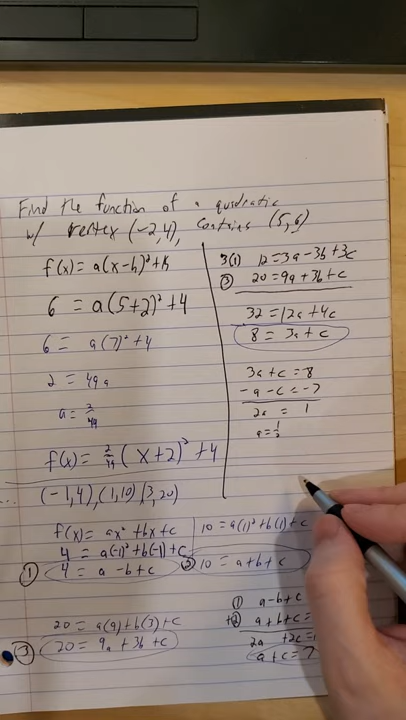 Find the function of a quadratic
w/ vertex (-2,4), contains (5,6)
f(x) = a(x-h)²+k
6 = a(5+2)²+4
6 = a(7)²+4
2 = 49a
a = 2/49
f(x) = 2/49 (x+2)²+4
3(1) 12=3a-3b+3c
③ 20=9a+3b+c
32=12a+4c
8 = 3a+c
3a+c = 8
-a-c = -7
2a = 1
a=1/2
... (-1,4), (1,10) (3,20)
f(x)= ax²+bx+c
4 = a(-1)²+b(-1)+c
① 4 = a-b+c
10=a(1)²+b(1)+c
② 10 = a+b+c
20= a(9)+b(3)+c
③ 20= 9a+3b+c
① a-b+c
+② a+b+c=
2a +2c=1
a+c=7